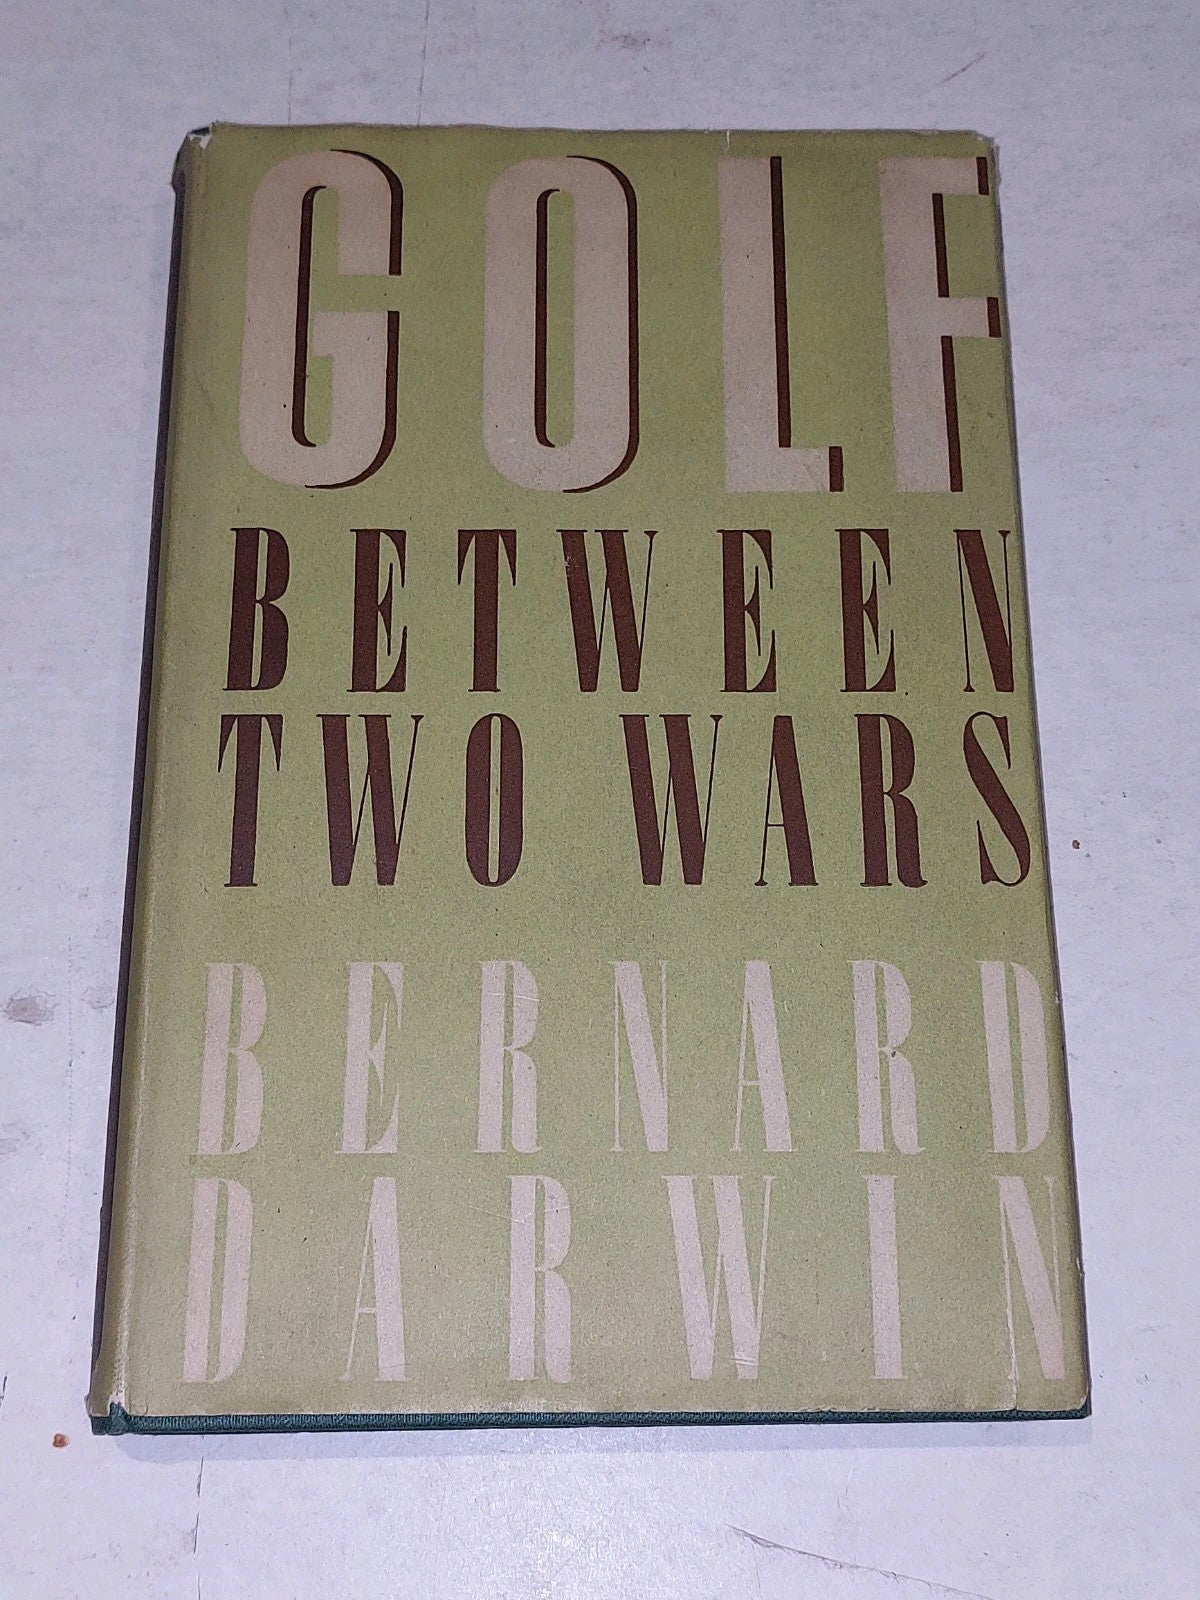 GOLF
BETWEEN
TWO WARS
BERNARD
DARWIN